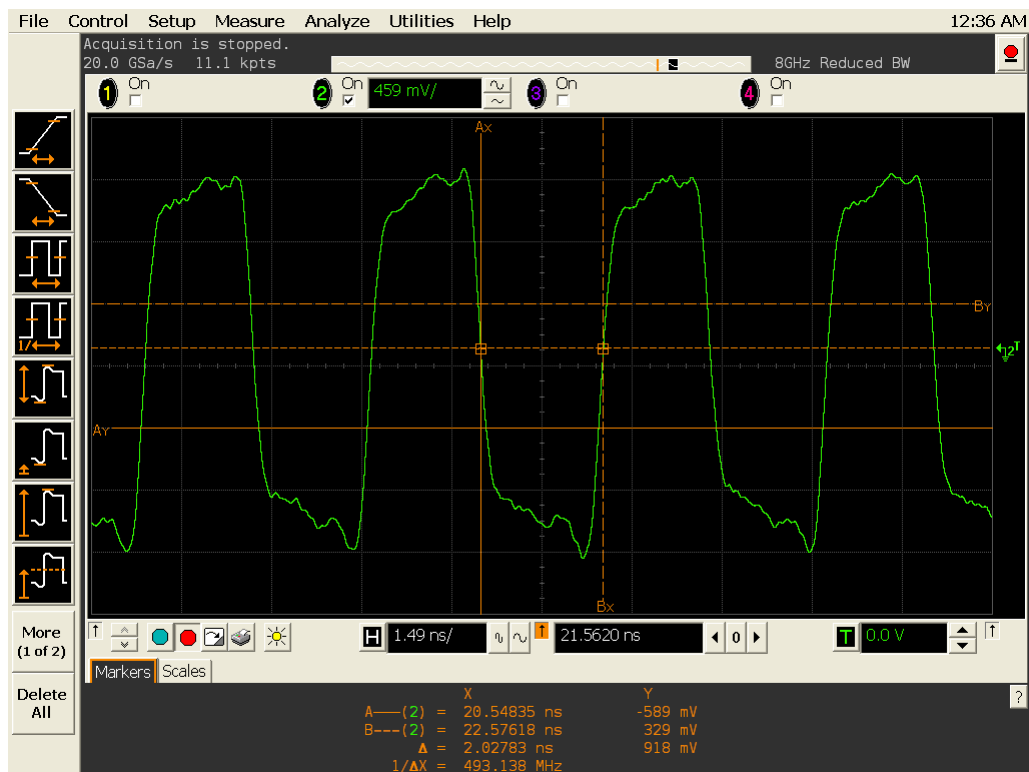 File Control Setup Measure Analyze Utilities Help 12:36 AM
Acquisition is stopped.
20.0 GSa/s 11.1 kpts 8GHz Reduced BW
1 On 2 On 459 mV/ 3 On 4 On
Ax
By
2T
Ay
Bx
1/
More
(1 of 2)
Delete
All
H 1.49 ns/ 21.5620 ns 0 T 0.0 V
Markers Scales
?
X Y
A——(2) = 20.54835 ns -589 mV
B---(2) = 22.57618 ns 329 mV
Δ = 2.02783 ns 918 mV
1/ΔX = 493.138 MHz